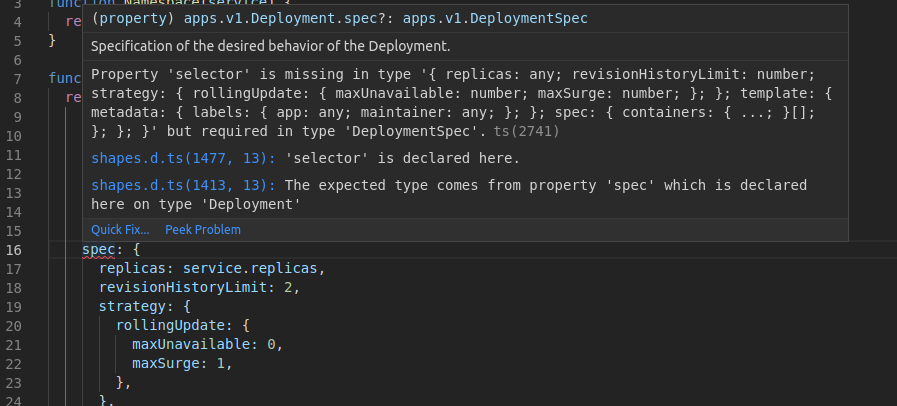 3 function Namespace(service) {
(property) apps.v1.Deployment.spec?: apps.v1.DeploymentSpec
4 re
5 }
Specification of the desired behavior of the Deployment.
6
7 func
Property 'selector' is missing in type '{ replicas: any; revisionHistoryLimit: number;
8 re
strategy: { rollingUpdate: { maxUnavailable: number; maxSurge: number; }; }; template: {
9
metadata: { labels: { app: any; maintainer: any; }; }; spec: { containers: { ...; }[];
10
}; }; }' but required in type 'DeploymentSpec'. ts(2741)
11
shapes.d.ts(1477, 13): 'selector' is declared here.
12
shapes.d.ts(1413, 13): The expected type comes from property 'spec' which is declared
13
here on type 'Deployment'
14
15
Quick Fix... Peek Problem
16 spec: {
17 replicas: service.replicas,
18 revisionHistoryLimit: 2,
19 strategy: {
20 rollingUpdate: {
21 maxUnavailable: 0,
22 maxSurge: 1,
23 },
24 },